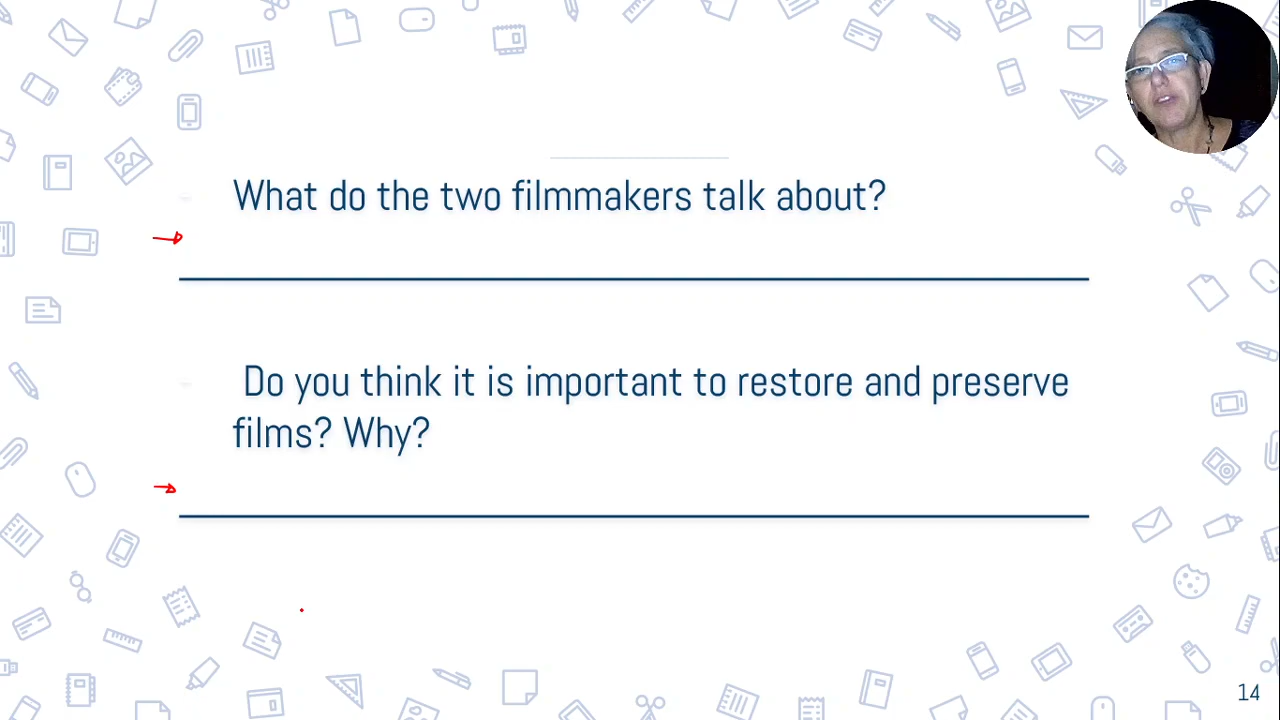 What do the two filmmakers talk about?
Do you think it is important to restore and preserve
films? Why?
14